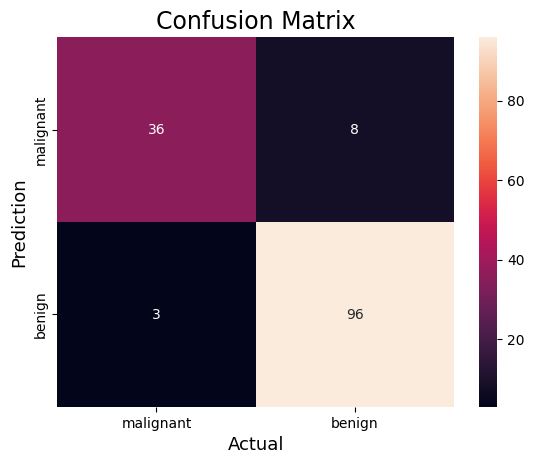 Confusion Matrix
Prediction
malignant
benign
36
8
3
96
malignant
benign
Actual
80
60
40
20